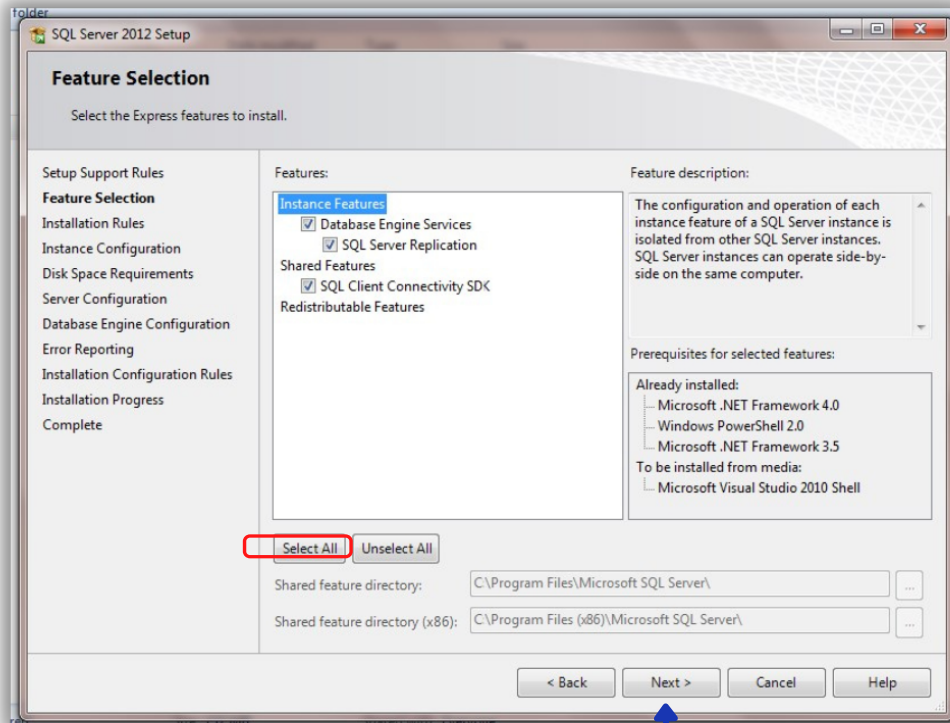 folder
SQL Server 2012 Setup
Feature Selection
Select the Express features to install.
Setup Support Rules
Feature Selection
Installation Rules
Instance Configuration
Disk Space Requirements
Server Configuration
Database Engine Configuration
Error Reporting
Installation Configuration Rules
Installation Progress
Complete
Features:
Instance Features
Database Engine Services
SQL Server Replication
Shared Features
SQL Client Connectivity SDK
Redistributable Features
Select All
Unselect All
Feature description:
The configuration and operation of each
instance feature of a SQL Server instance is
isolated from other SQL Server instances.
SQL Server instances can operate side-by-
side on the same computer.
Prerequisites for selected features:
Already installed:
Microsoft .NET Framework 4.0
Windows PowerShell 2.0
Microsoft .NET Framework 3.5
To be installed from media:
Microsoft Visual Studio 2010 Shell
Shared feature directory:
C:\Program Files\Microsoft SQL Server\
...
Shared feature directory (x86):
C:\Program Files (x86)\Microsoft SQL Server\
...
< Back
Next >
Cancel
Help